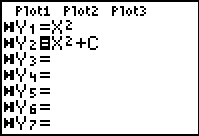 Plot1 Plot2 Plot3
Y₁=X²
Y₂=X²+C
Y₃=
Y₄=
Y₅=
Y₆=
Y₇=